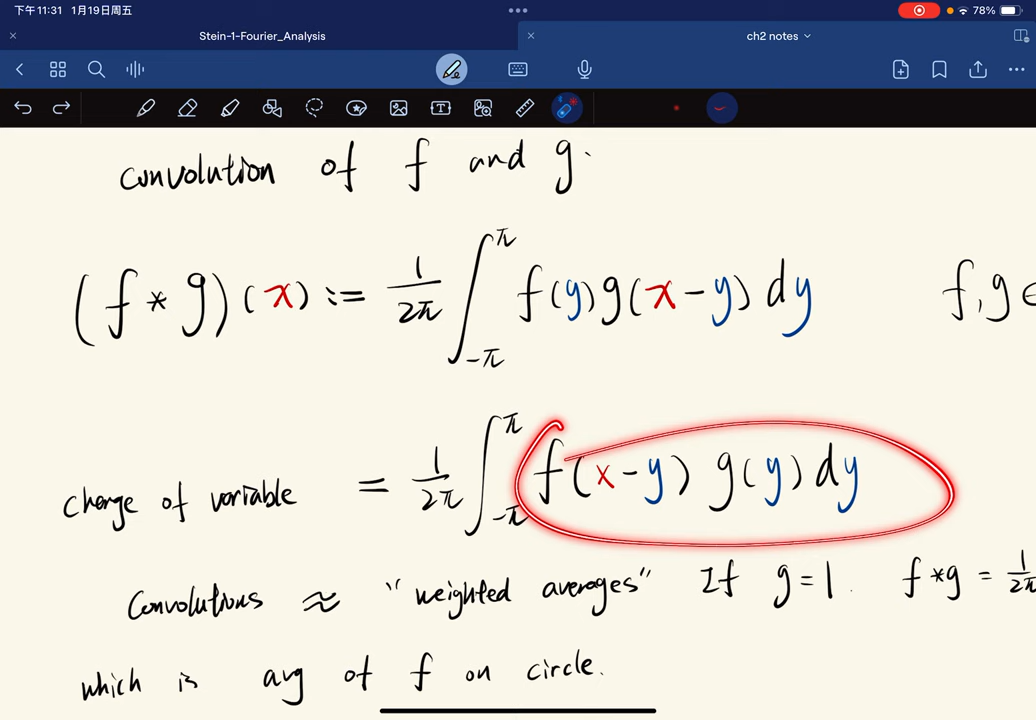 下午11:31 1月19日周五 78%
Stein-1-Fourier_Analysis ch2 notes
convolution of f and g.
(f * g)(x) := 1/2π ∫_{-π}^{π} f(y)g(x-y)dy f,g ∈
change of variable = 1/2π ∫_{-π}^{π} f(x-y) g(y)dy
Convolutions ≈ "weighted averages" If g=1. f*g = 1/2π
which is avg of f on circle.